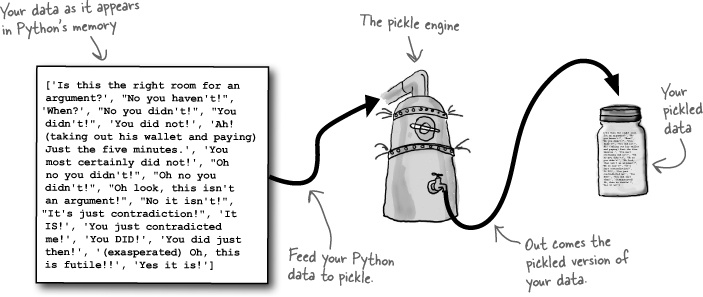 Your data as it appears
in Python's memory
The pickle engine
['Is this the right room for an
argument?', "No you haven't!",
'When?', "No you didn't!", "You
didn't!", 'You did not!', 'Ah!
(taking out his wallet and paying)
Just the five minutes.', 'You
most certainly did not!', "Oh
no you didn't!", "Oh no you
didn't!", "Oh look, this isn't
an argument!", "No it isn't!",
"It's just contradiction!", 'It
IS!', 'You just contradicted
me!', 'You DID!', 'You did just
then!', '(exasperated) Oh, this
is futile!!', 'Yes it is!']
Your
pickled
data
Feed your Python
data to pickle.
Out comes the
pickled version of
your data.